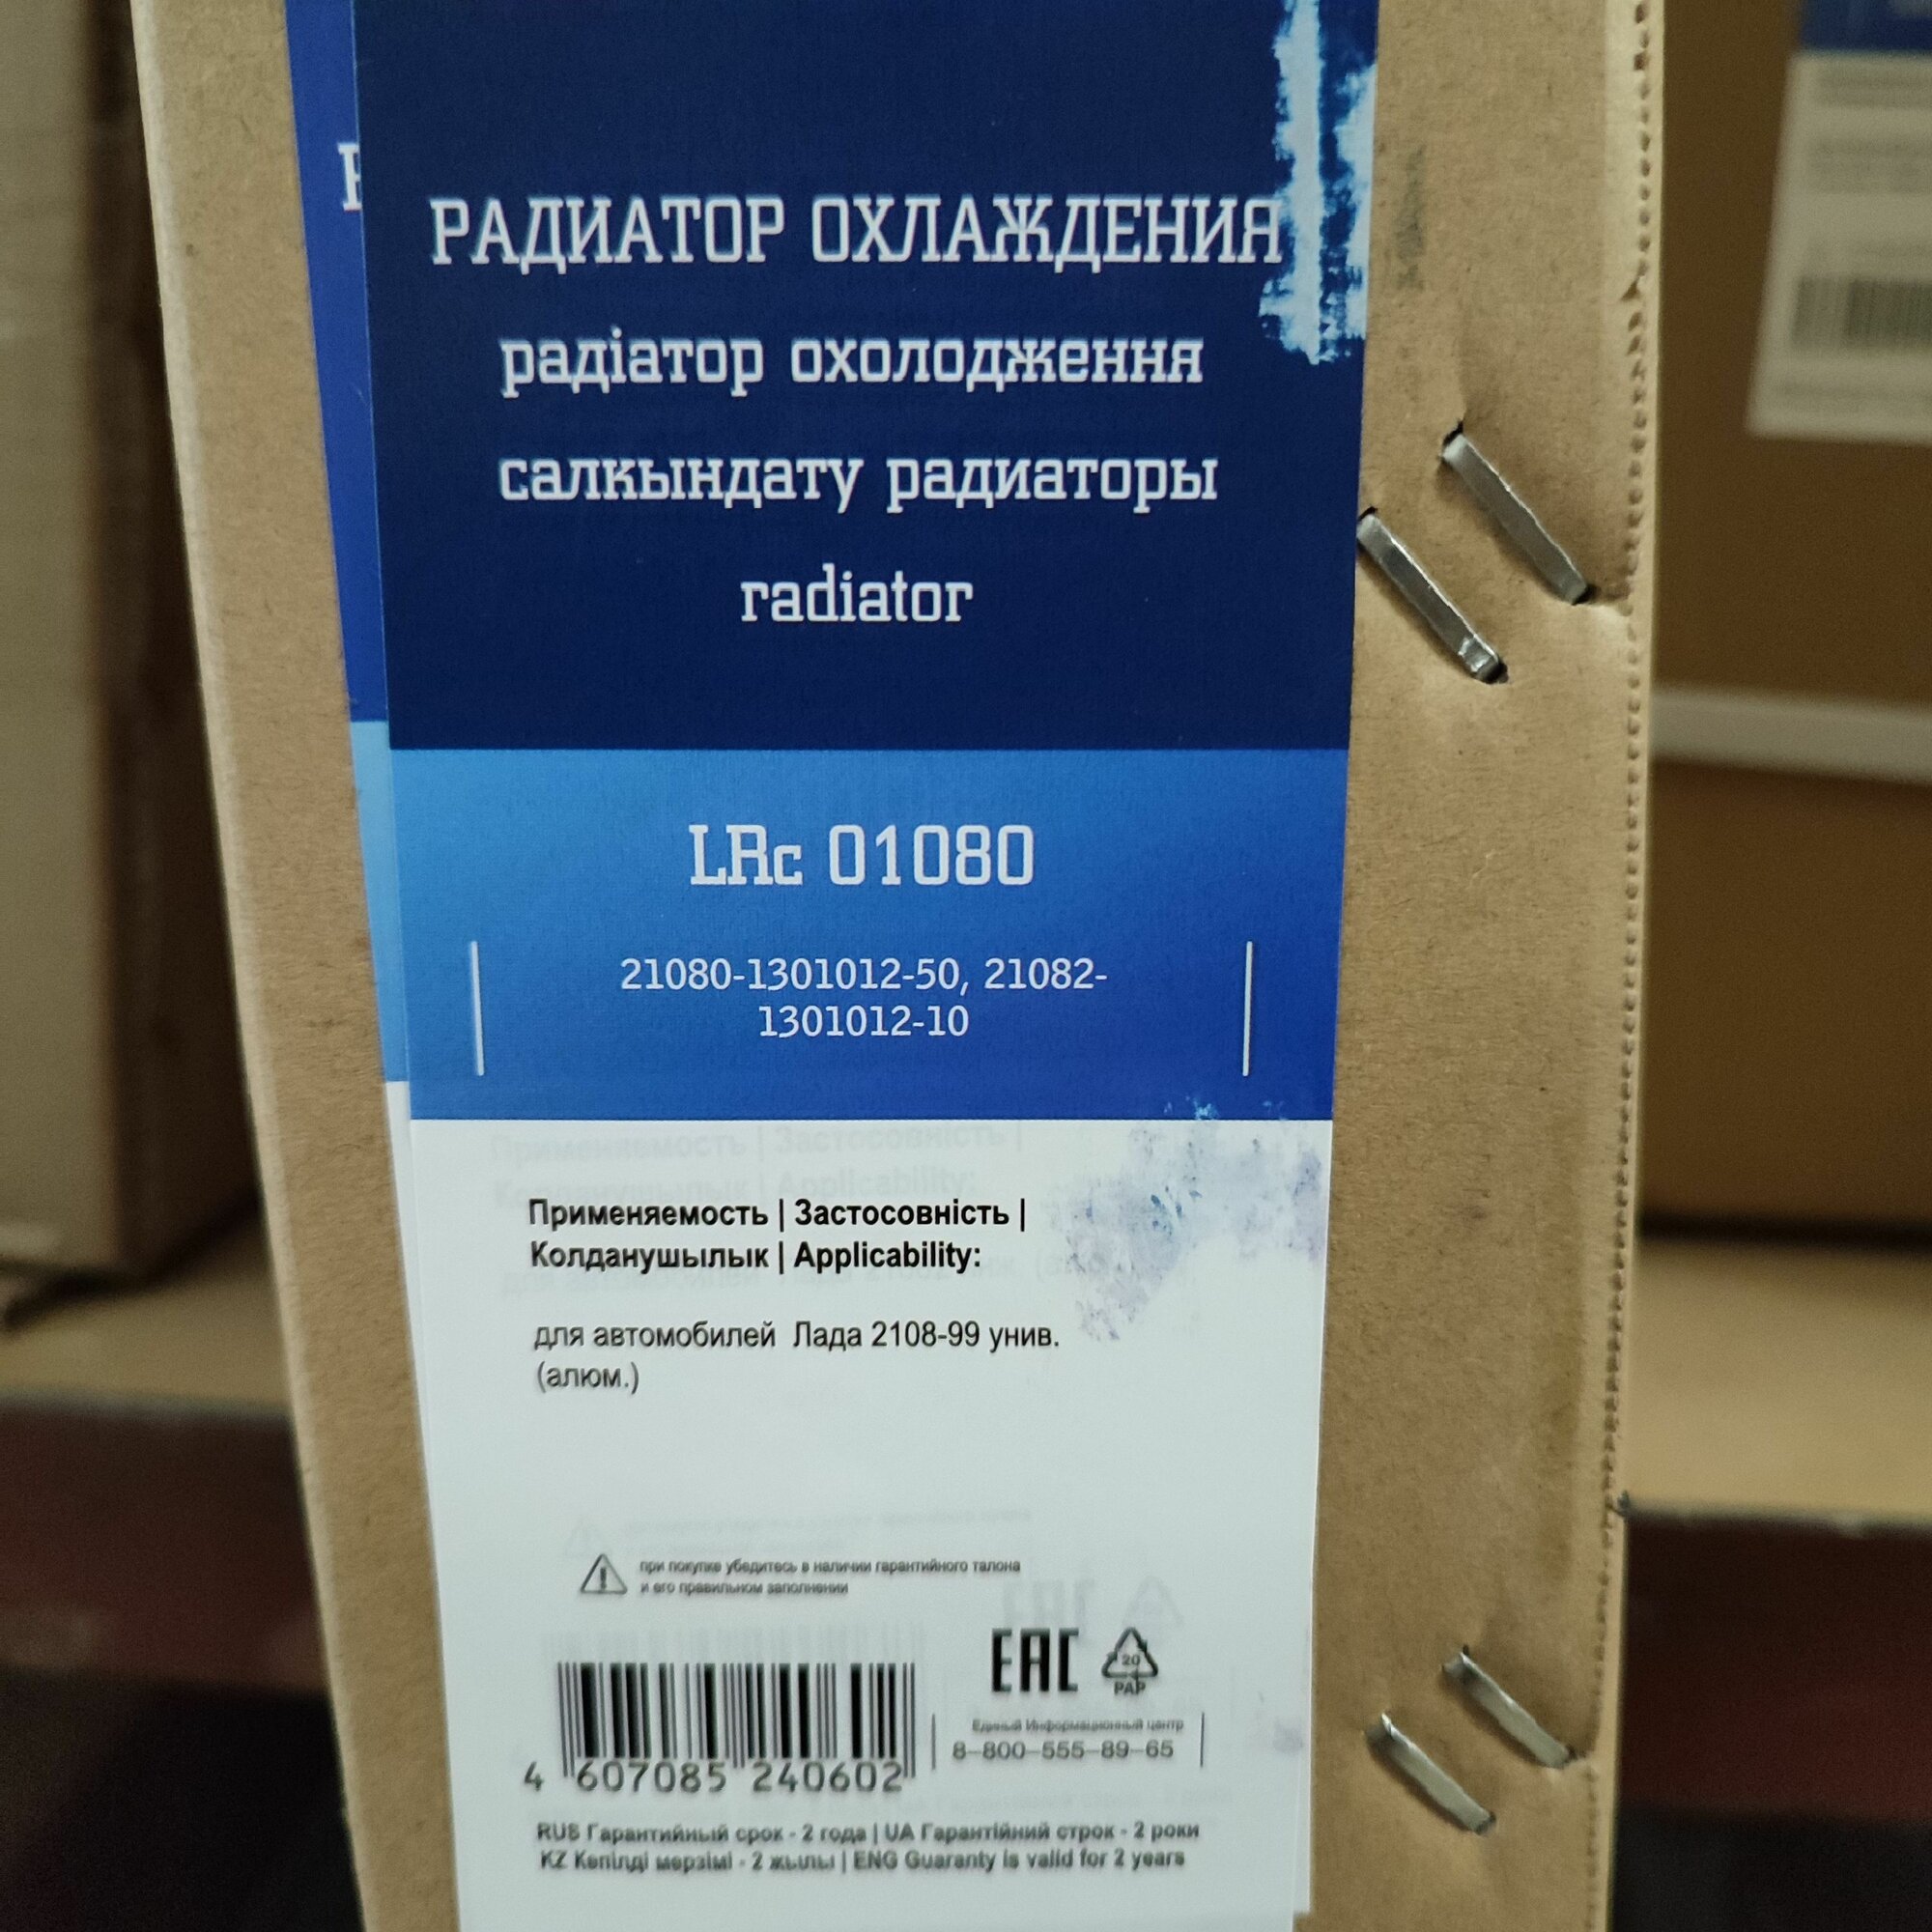 РАДИАТОР ОХЛАЖДЕНИЯ
радіатор охолодження
салкындату радиаторы
radiator
LRc 01080
21080-1301012-50, 21082-
1301012-10
Применяемость | Застосовність |
Колданушылык | Applicability:
для автомобилей Лада 2108-99 унив.
(алюм.)
при покупке убедитесь в наличии гарантийного талона
и его правильном заполнении
EAC
20
PAP
Единый Информационный центр
8-800-555-89-65
4 607085 240602
RUS Гарантийный срок - 2 года | UA Гарантійний строк - 2 роки
KZ Кепілді мерзімі - 2 жылы | ENG Guaranty is valid for 2 years